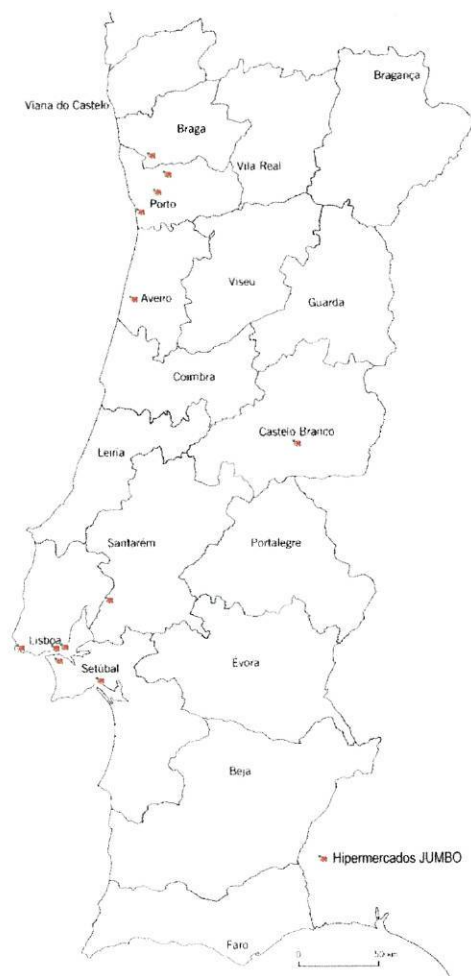 Bragança
Viana do Castelo
Braga
Vila Real
Porto
Aveiro
Viseu
Guarda
Coimbra
Castelo Branco
Leiria
Santarém
Portalegre
Lisboa
Setúbal
Évora
Beja
Hipermercados JUMBO
Faro
0 50 km